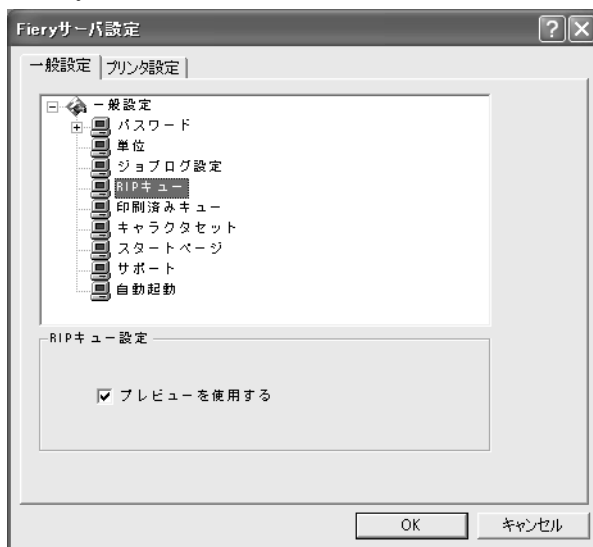 Fieryサーバ設定
一般設定 プリンタ設定
一般設定
パスワード
単位
ジョブログ設定
RIPキュー
印刷済みキュー
キャラクタセット
スタートページ
サポート
自動起動
RIPキュー設定
プレビューを使用する
OK キャンセル